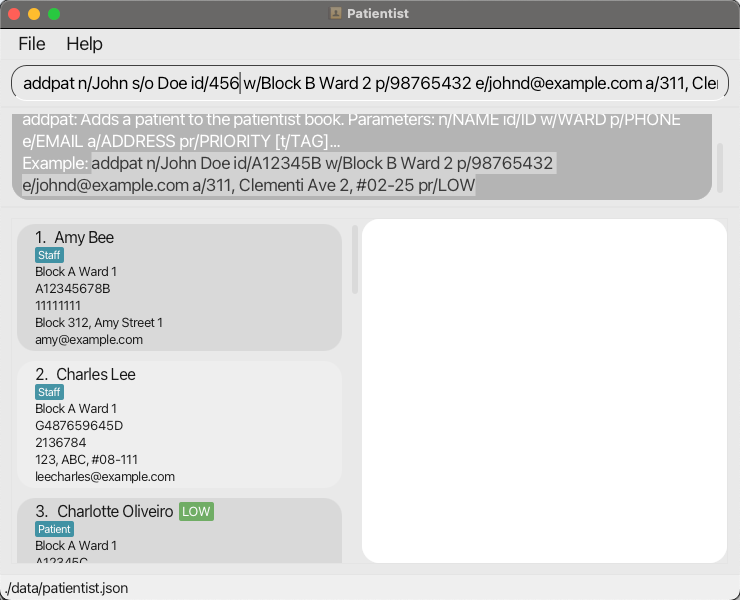 Patientist
File Help
addpat n/John s/o Doe id/456 w/Block B Ward 2 p/98765432 e/johnd@example.com a/311, Cler
addpat: Adds a patient to the patientist book. Parameters: n/NAME id/ID w/WARD p/PHONE
e/EMAIL a/ADDRESS pr/PRIORITY [t/TAG]...
Example: addpat n/John Doe id/A12345B w/Block B Ward 2 p/98765432
e/johnd@example.com a/311, Clementi Ave 2, #02-25 pr/LOW
1. Amy Bee
Staff
Block A Ward 1
A12345678B
11111111
Block 312, Amy Street 1
amy@example.com
2. Charles Lee
Staff
Block A Ward 1
G487659645D
2136784
123, ABC, #08-111
leecharles@example.com
3. Charlotte Oliveiro LOW
Patient
Block A Ward 1
A12345C
./data/patientist.json